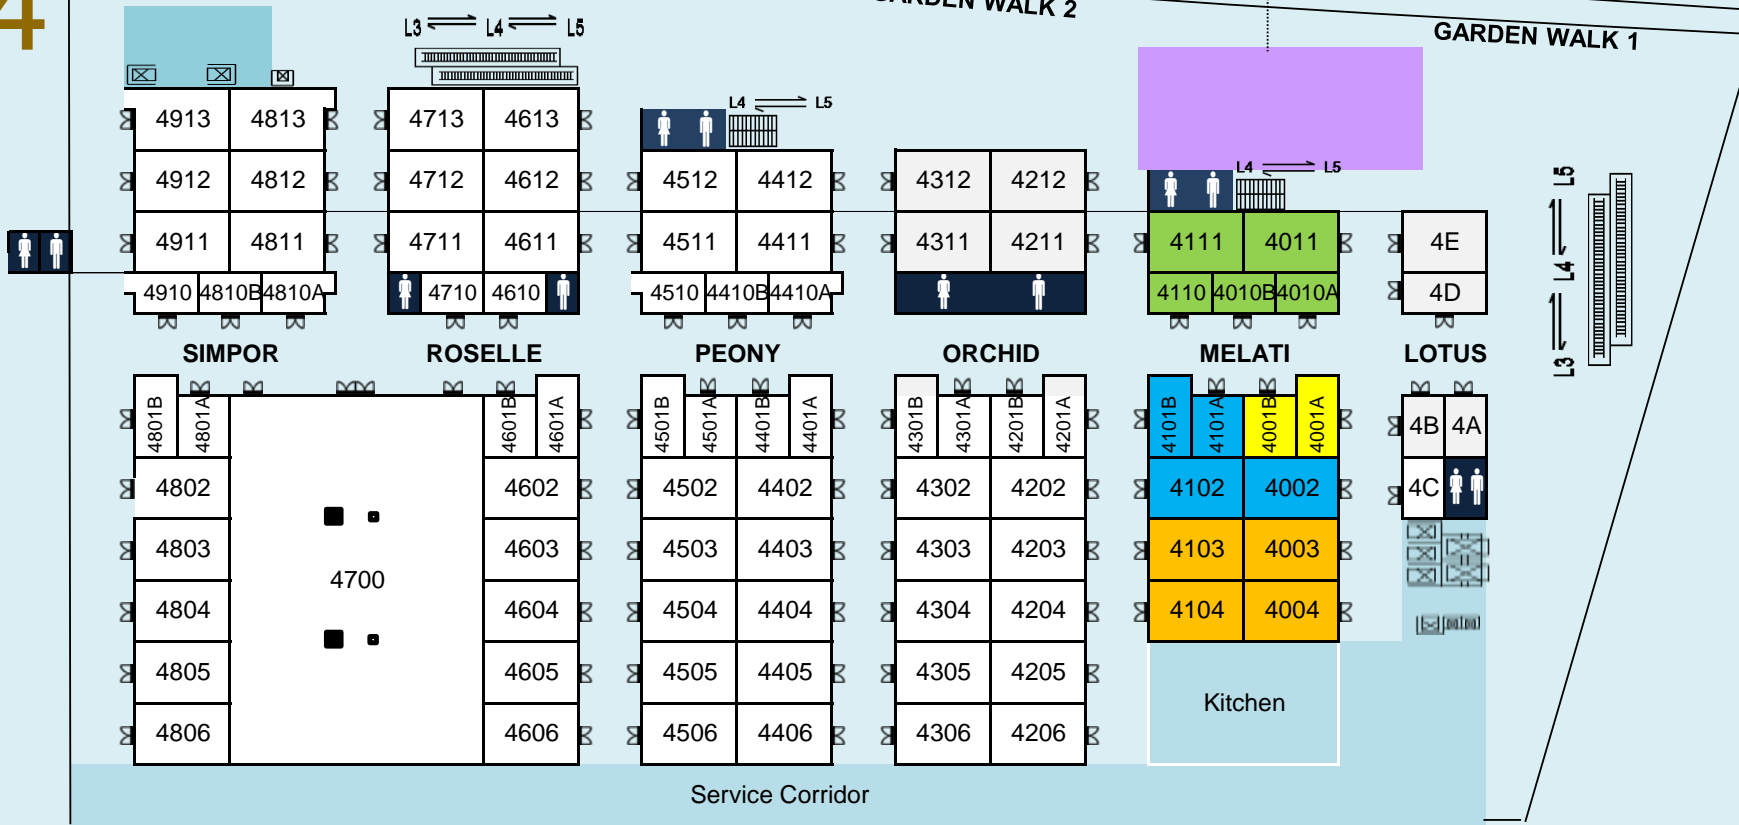 4
GARDEN WALK 2
GARDEN WALK 1
L3 L4 L5
L4 L5
L4 L5
L5
L4
L3
4913 4813 4713 4613
4912 4812 4712 4612 4512 4412 4312 4212
4911 4811 4711 4611 4511 4411 4311 4211 4111 4011 4E
4910 4810B 4810A 4710 4610 4510 4410B 4410A 4110 4010B 4010A 4D
SIMPOR ROSELLE PEONY ORCHID MELATI LOTUS
4801B 4801A 4601B 4601A 4501B 4501A 4401B 4401A 4301B 4301A 4201B 4201A 4101B 4101A 4001B 4001A 4B 4A
4802 4602 4502 4402 4302 4202 4102 4002 4C
4803 4603 4503 4403 4303 4203 4103 4003
4700
4804 4604 4504 4404 4304 4204 4104 4004
4805 4605 4505 4405 4305 4205
Kitchen
4806 4606 4506 4406 4306 4206
Service Corridor